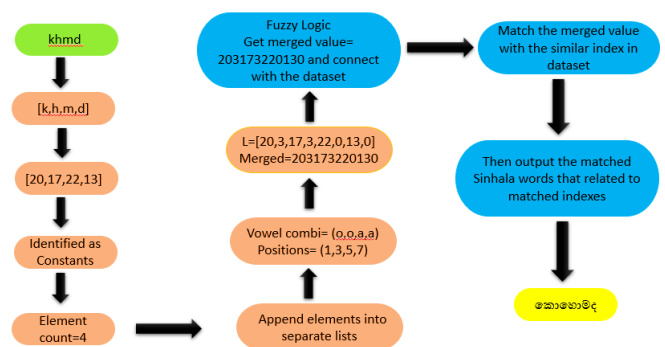 khmd
[k,h,m,d]
[20,17,22,13]
Identified as
Constants
Element
count=4
Append elements into
separate lists
Vowel combi= (o,o,a,a)
Positions= (1,3,5,7)
L=[20,3,17,3,22,0,13,0]
Merged=203173220130
Fuzzy Logic
Get merged value=
203173220130 and connect
with the dataset
Match the merged value
with the similar index in
dataset
Then output the matched
Sinhala words that related to
matched indexes
කොහොමද